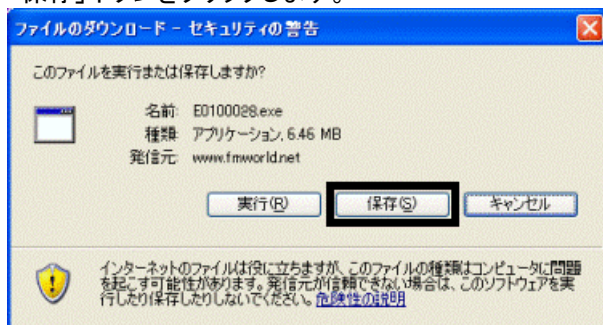 「保存」ボタンをクリックします。
ファイルのダウンロード - セキュリティの警告
このファイルを実行または保存しますか?
名前: E0100028.exe
種類: アプリケーション, 6.46 MB
発信元: www.fmworld.net
実行(R) 保存(S) キャンセル
インターネットのファイルは役に立ちますが、このファイルの種類はコンピュータに問題
を起こす可能性があります。発信元が信頼できない場合は、このソフトウェアを実
行したり保存したりしないでください。危険性の説明